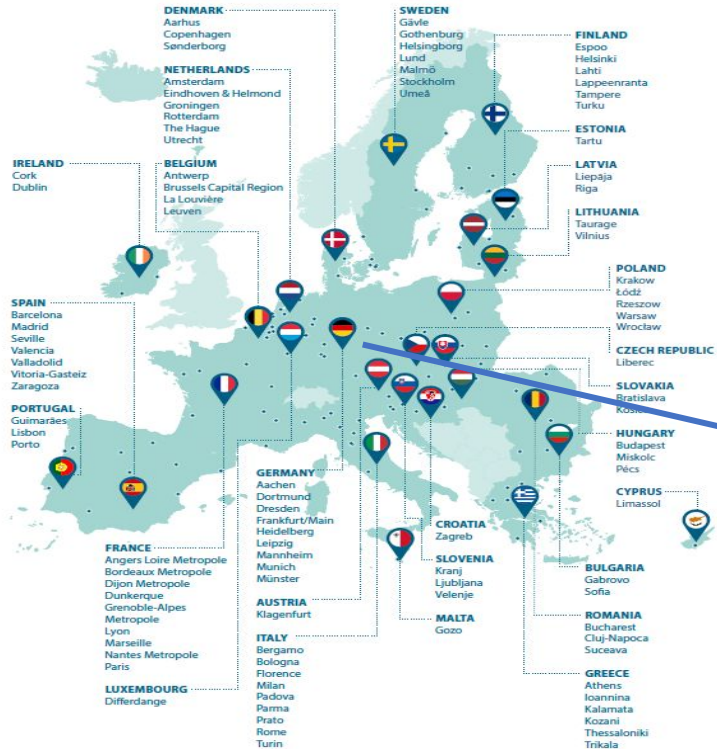 DENMARK
Aarhus
Copenhagen
Sønderborg
SWEDEN
Gävle
Gothenburg
Helsingborg
Lund
Malmö
Stockholm
Umeå
FINLAND
Espoo
Helsinki
Lahti
Lappeenranta
Tampere
Turku
NETHERLANDS
Amsterdam
Eindhoven & Helmond
Groningen
Rotterdam
The Hague
Utrecht
ESTONIA
Tartu
IRELAND
Cork
Dublin
BELGIUM
Antwerp
Brussels Capital Region
La Louvière
Leuven
LATVIA
Liepāja
Riga
LITHUANIA
Taurage
Vilnius
POLAND
Krakow
Łódź
Rzeszow
Warsaw
Wrocław
SPAIN
Barcelona
Madrid
Seville
Valencia
Valladolid
Vitoria-Gasteiz
Zaragoza
CZECH REPUBLIC
Liberec
SLOVAKIA
Bratislava
PORTUGAL
Guimarães
Lisbon
Porto
HUNGARY
Budapest
Miskolc
Pécs
GERMANY
Aachen
Dortmund
Dresden
Frankfurt/Main
Heidelberg
Leipzig
Mannheim
Munich
Münster
CYPRUS
Limassol
CROATIA
Zagreb
FRANCE
Angers Loire Metropole
Bordeaux Metropole
Dijon Metropole
Dunkerque
Grenoble-Alpes
Metropole
Lyon
Marseille
Nantes Metropole
Paris
SLOVENIA
Kranj
Ljubljana
Velenje
BULGARIA
Gabrovo
Sofia
AUSTRIA
Klagenfurt
MALTA
Gozo
ROMANIA
Bucharest
Cluj-Napoca
Suceava
ITALY
Bergamo
Bologna
Florence
Milan
Padova
Parma
Prato
Rome
Turin
GREECE
Athens
Ioannina
Kalamata
Kozani
Thessaloniki
Trikala
LUXEMBOURG
Differdange